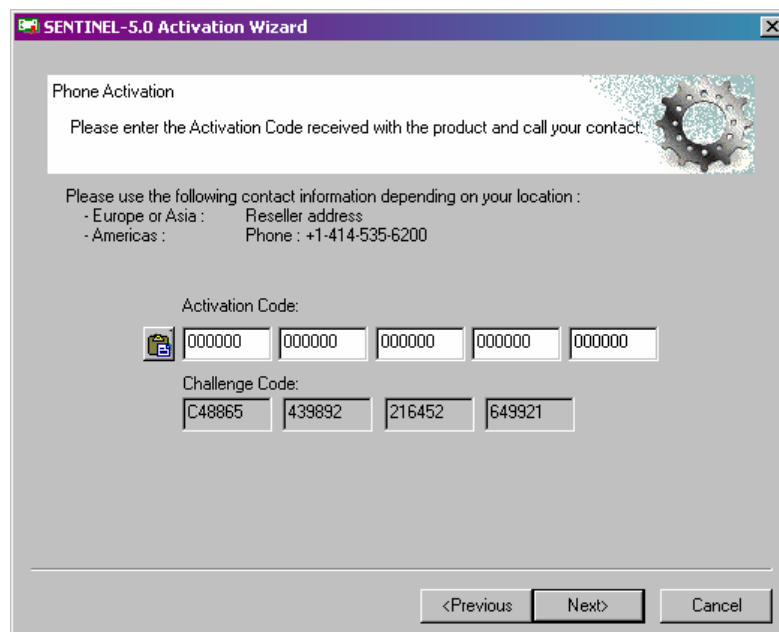 SENTINEL-5.0 Activation Wizard
Phone Activation
Please enter the Activation Code received with the product and call your contact.
Please use the following contact information depending on your location :
- Europe or Asia : Reseller address
- Americas : Phone : +1-414-535-6200
Activation Code:
000000 000000 000000 000000 000000
Challenge Code:
C48865 439892 216452 649921
<Previous Next> Cancel